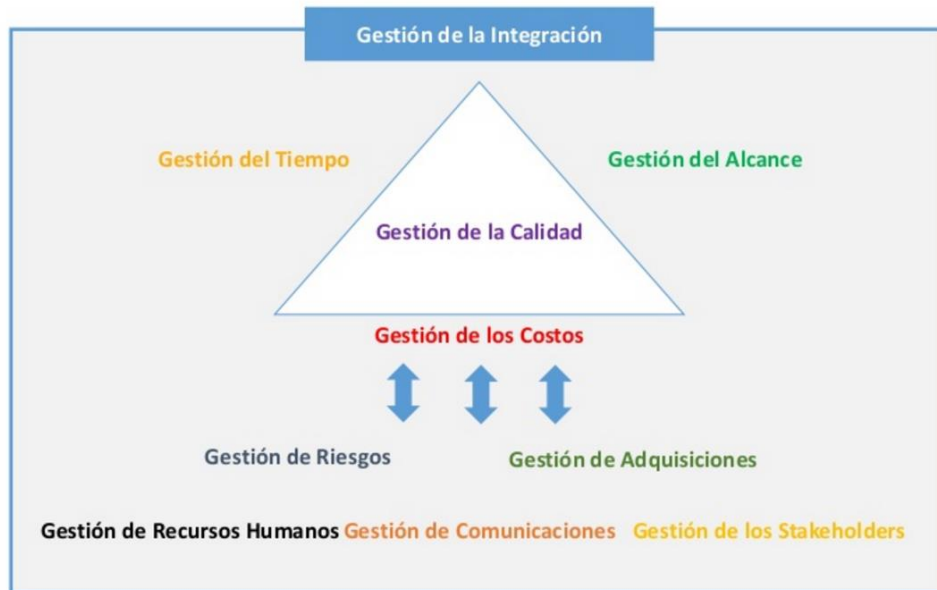 Gestión de la Integración
Gestión del Tiempo
Gestión del Alcance
Gestión de la Calidad
Gestión de los Costos
Gestión de Riesgos
Gestión de Adquisiciones
Gestión de Recursos Humanos
Gestión de Comunicaciones
Gestión de los Stakeholders